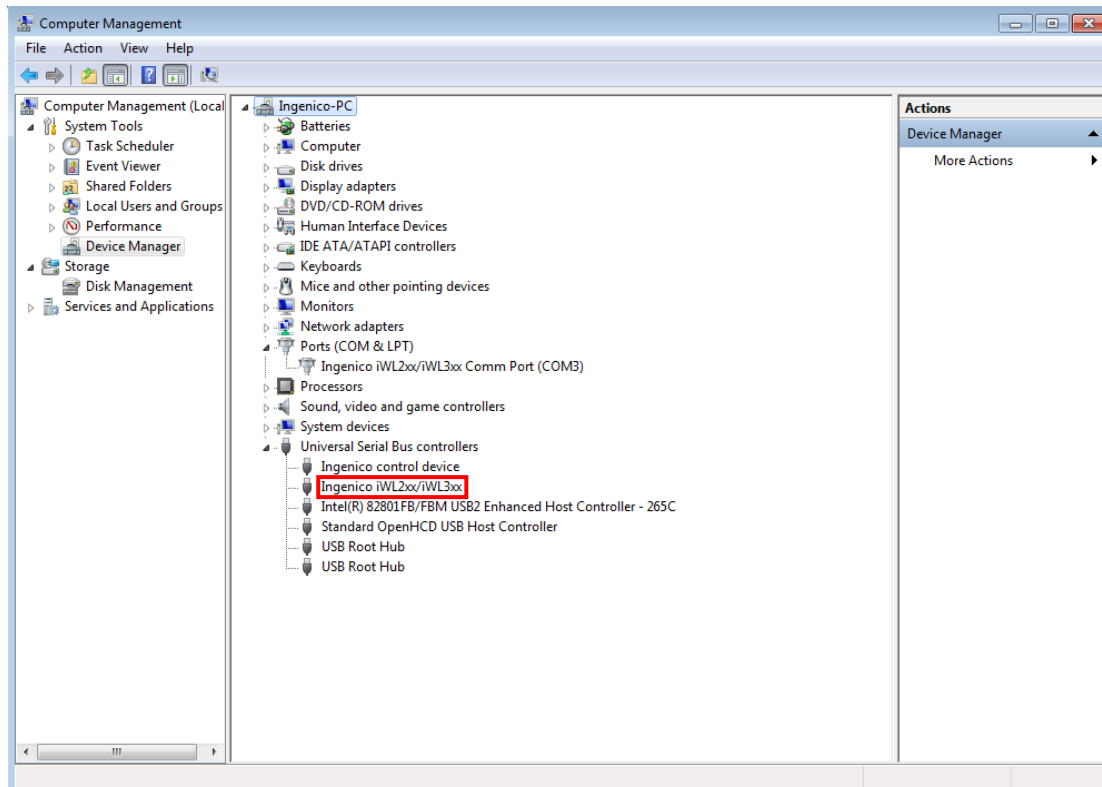 Computer Management
File Action View Help
Computer Management (Local
System Tools
Task Scheduler
Event Viewer
Shared Folders
Local Users and Groups
Performance
Device Manager
Storage
Disk Management
Services and Applications
Ingenico-PC
Batteries
Computer
Disk drives
Display adapters
DVD/CD-ROM drives
Human Interface Devices
IDE ATA/ATAPI controllers
Keyboards
Mice and other pointing devices
Monitors
Network adapters
Ports (COM & LPT)
Ingenico iWL2xx/iWL3xx Comm Port (COM3)
Processors
Sound, video and game controllers
System devices
Universal Serial Bus controllers
Ingenico control device
Ingenico iWL2xx/iWL3xx
Intel(R) 82801FB/FBM USB2 Enhanced Host Controller - 265C
Standard OpenHCD USB Host Controller
USB Root Hub
USB Root Hub
Actions
Device Manager
More Actions